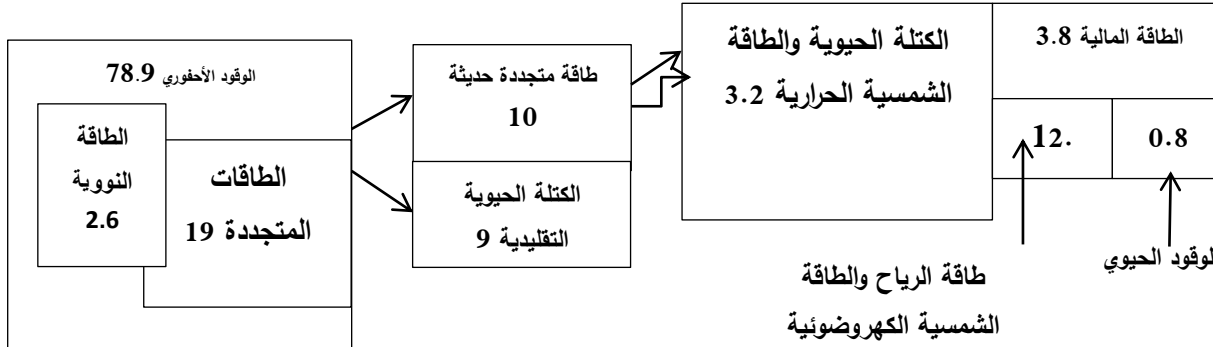 الوقود الأحفوري 78.9
الطاقة
النووية
2.6
الطاقات
المتجددة 19
طاقة متجددة حديثة
10
الكتلة الحيوية
التقليدية 9
الكتلة الحيوية والطاقة
الشمسية الحرارية 3.2
الطاقة المالية 3.8
12.
0.8
طاقة الرياح والطاقة
الشمسية الكهروضوئية
لوقود الحيوي